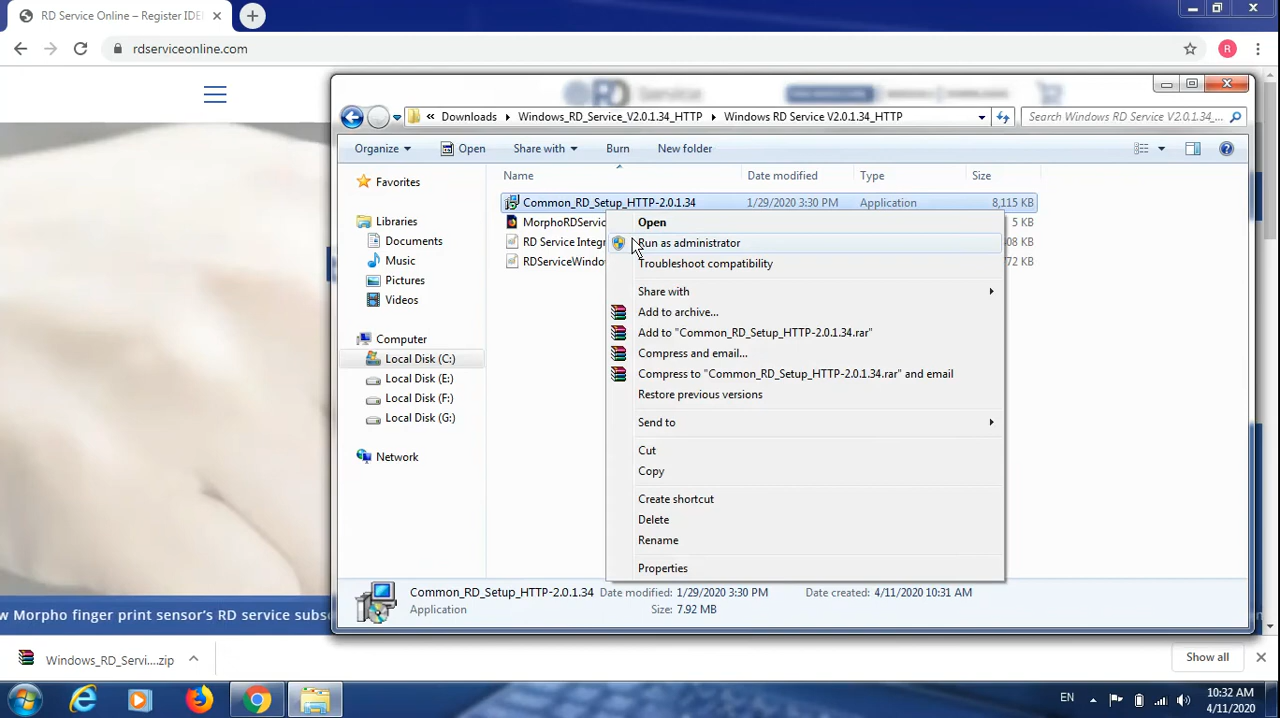 RD Service Online – Register IDE
rdserviceonline.com
R
RD Service
« Downloads Windows_RD_Service_V2.0.1.34_HTTP Windows RD Service V2.0.1.34_HTTP
Search Windows RD Service V2.0.1.34_...
Organize Open Share with Burn New folder
Name Date modified Type Size
Favorites
Libraries
Documents
Music
Pictures
Videos
Computer
Local Disk (C:)
Local Disk (E:)
Local Disk (F:)
Local Disk (G:)
Network
Common_RD_Setup_HTTP-2.0.1.34 1/29/2020 3:30 PM Application 8,115 KB
MorphoRDServic 5 KB
RD Service Integr 08 KB
RDServiceWindo 72 KB
Open
Run as administrator
Troubleshoot compatibility
Share with
Add to archive...
Add to "Common_RD_Setup_HTTP-2.0.1.34.rar"
Compress and email...
Compress to "Common_RD_Setup_HTTP-2.0.1.34.rar" and email
Restore previous versions
Send to
Cut
Copy
Create shortcut
Delete
Rename
Properties
Common_RD_Setup_HTTP-2.0.1.34 Date modified: 1/29/2020 3:30 PM Date created: 4/11/2020 10:31 AM
Application Size: 7.92 MB
w Morpho finger print sensor's RD service subsc
Windows_RD_Servi....zip
Show all
EN
10:32 AM
4/11/2020